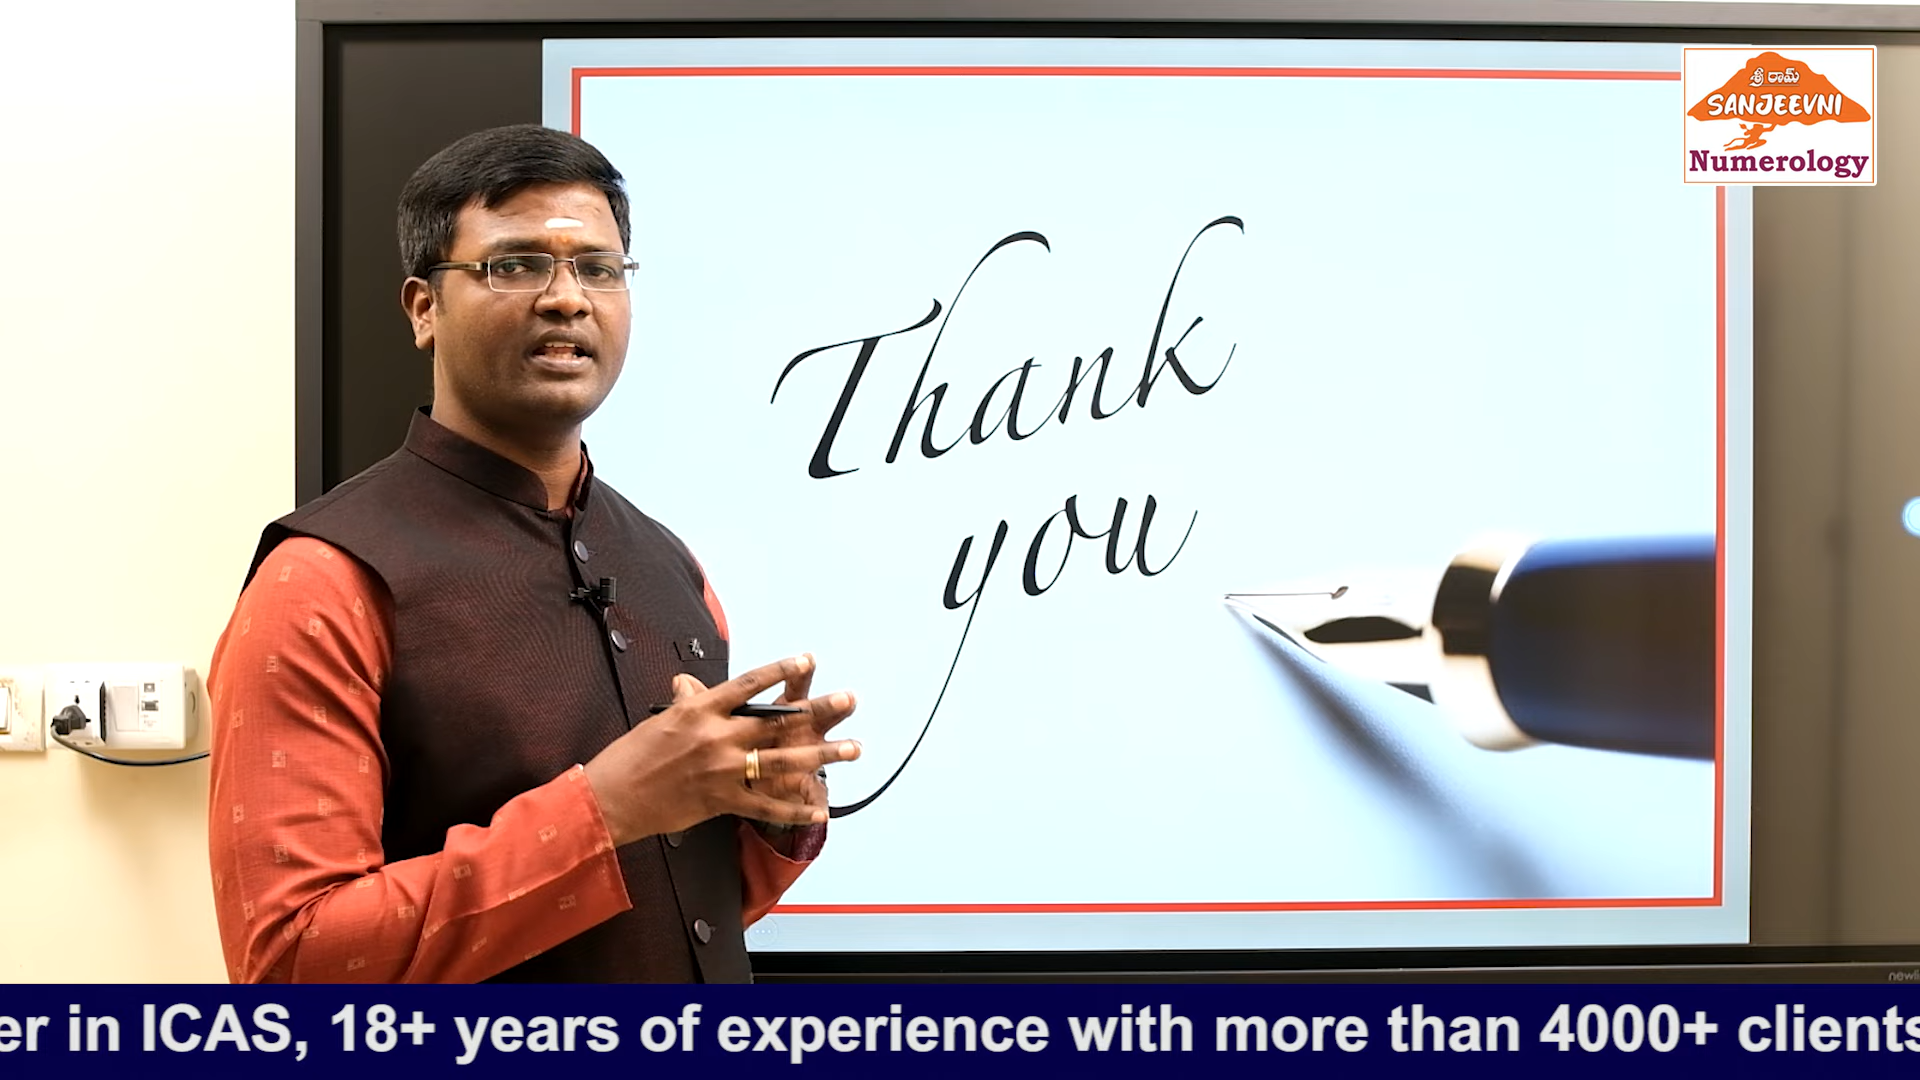 శ్రీ రామ్
SANJEEVNI
Numerology
Thank
you
er in ICAS, 18+ years of experience with more than 4000+ clients